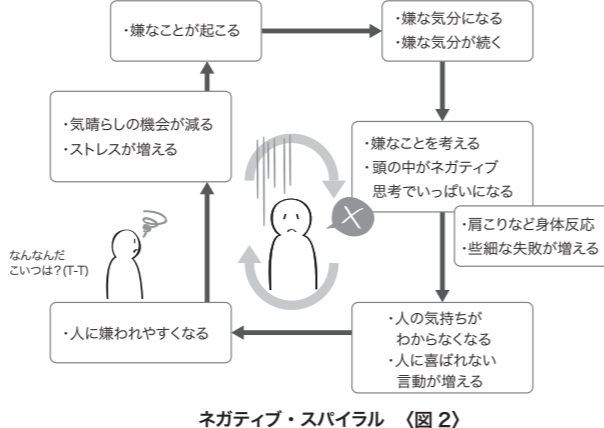 ・嫌なことが起こる
・嫌な気分になる
・嫌な気分が続く
・嫌なことを考える
・頭の中がネガティブ
思考でいっぱいになる
・肩こりなど身体反応
・些細な失敗が増える
・人の気持ちが
わからなくなる
・人に喜ばれない
言動が増える
・人に嫌われやすくなる
なんなんだ
こいつは?(T-T)
・気晴らしの機会が減る
・ストレスが増える
ネガティブ・スパイラル 〈図 2〉